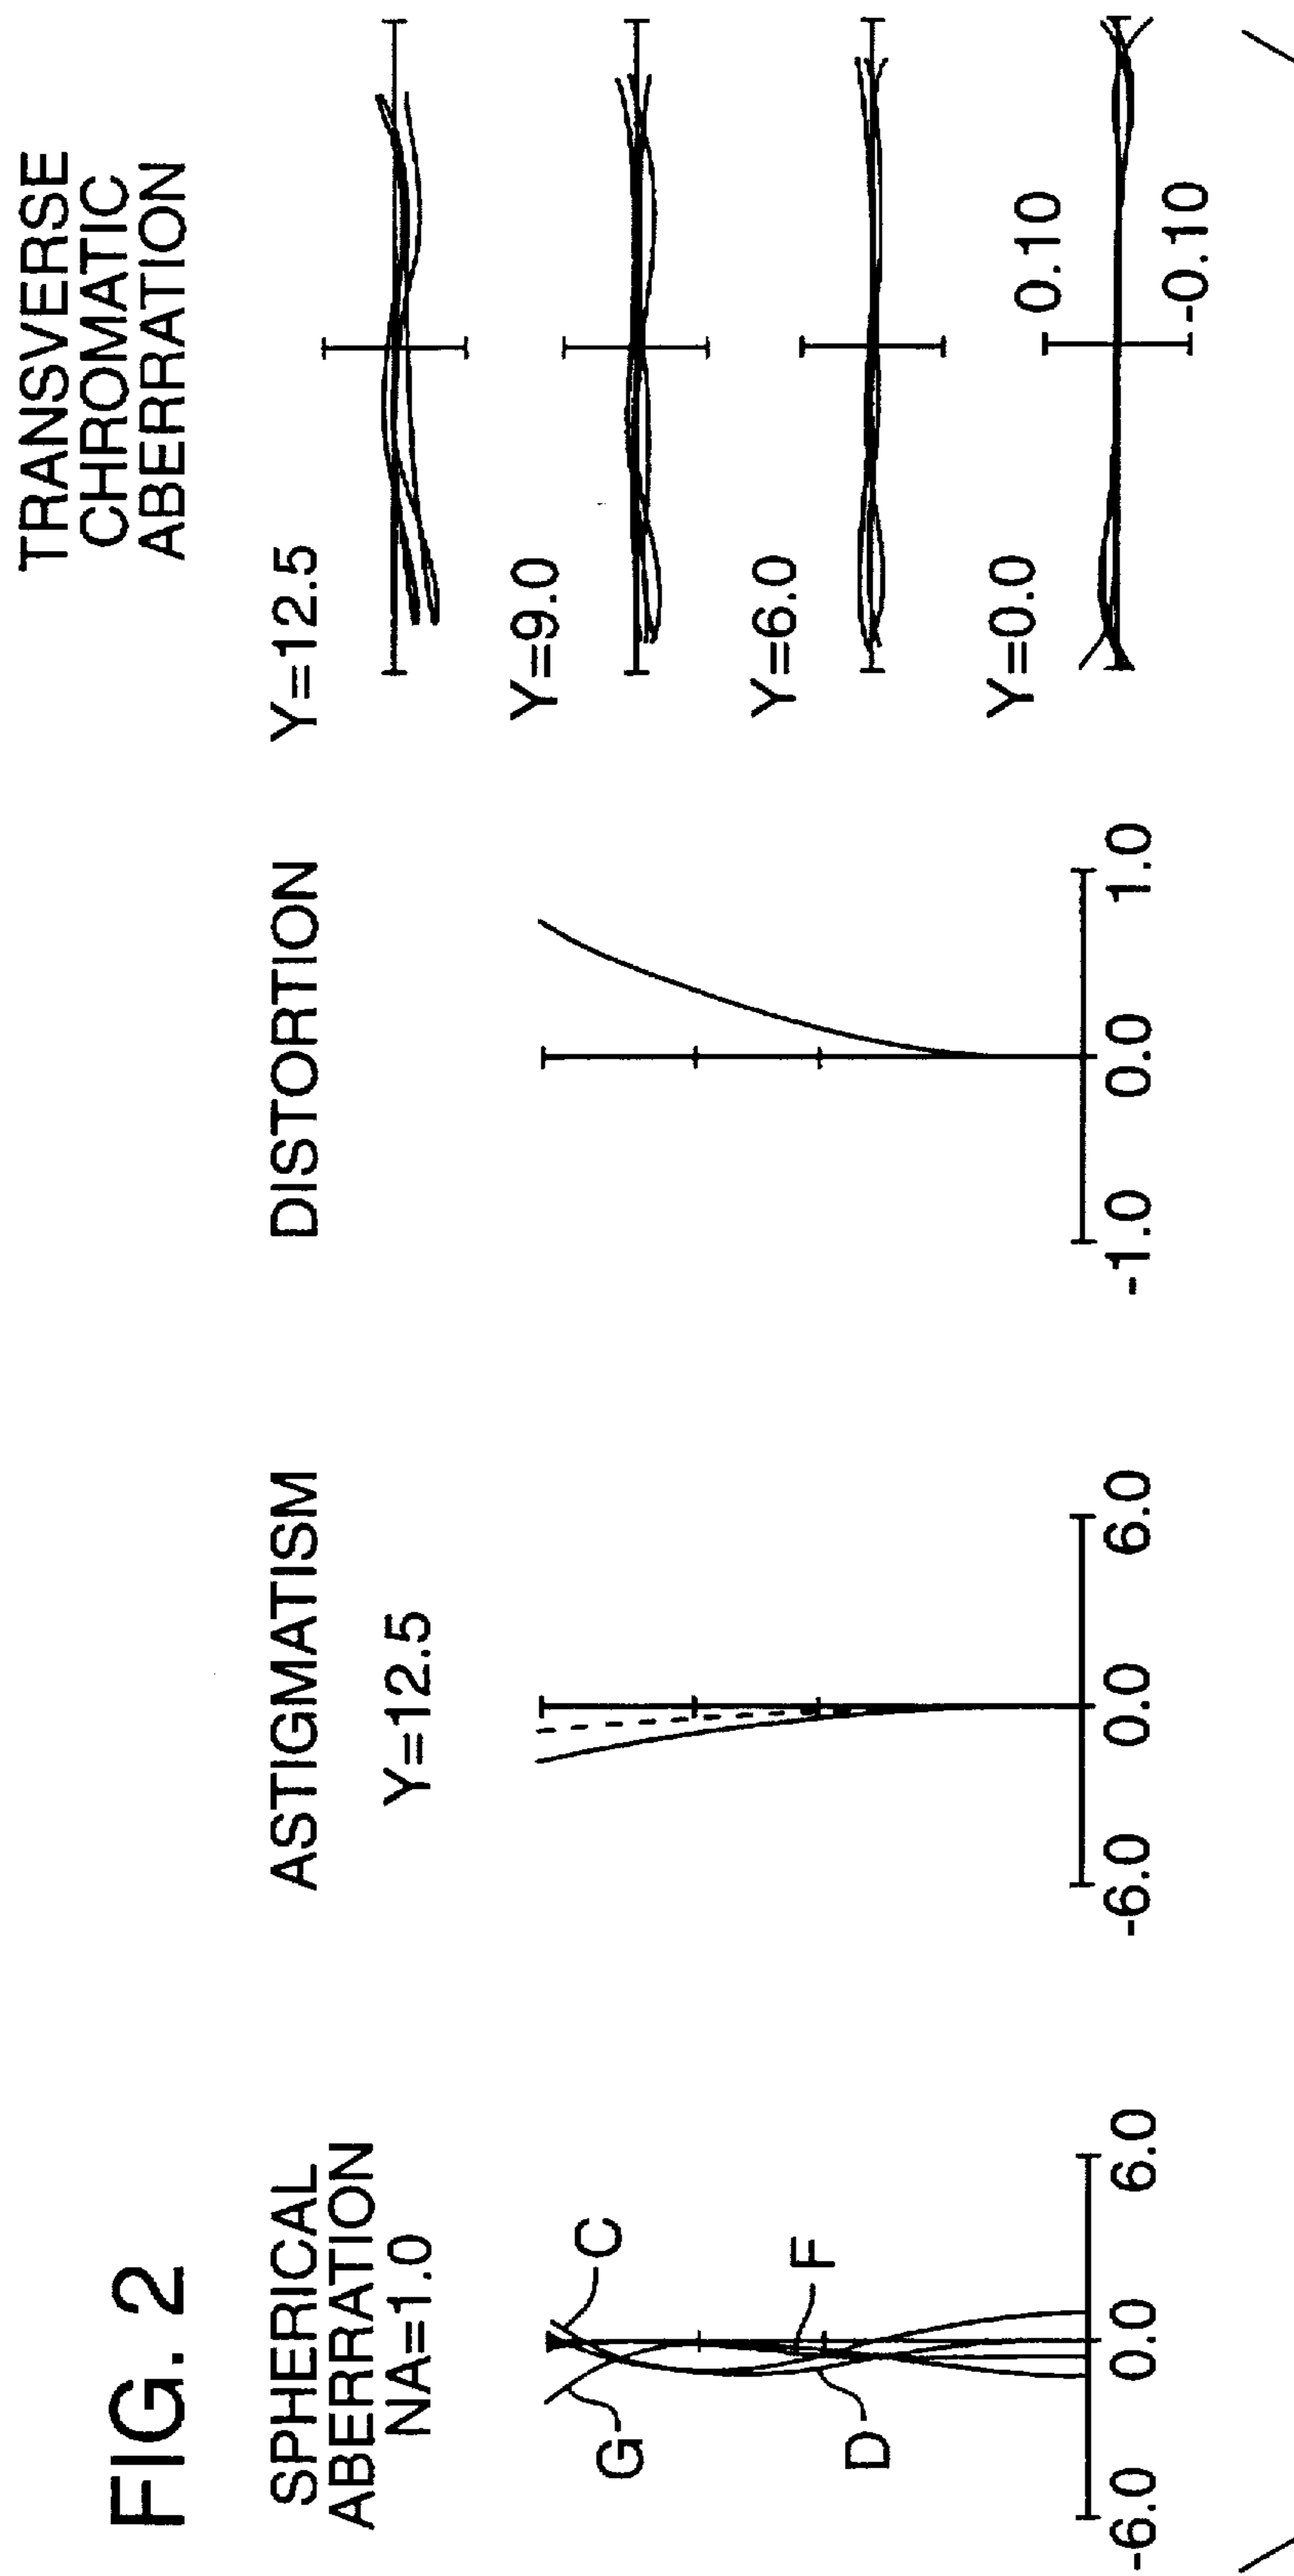 FIG. 2
SPHERICAL
ABERRATION
NA=1.0
G
C
F
D
-6.0
0.0
6.0
ASTIGMATISM
Y=12.5
-6.0
0.0
6.0
DISTORTION
-1.0
0.0
1.0
TRANSVERSE
CHROMATIC
ABERRATION
Y=12.5
Y=9.0
Y=6.0
Y=0.0
0.10
-0.10